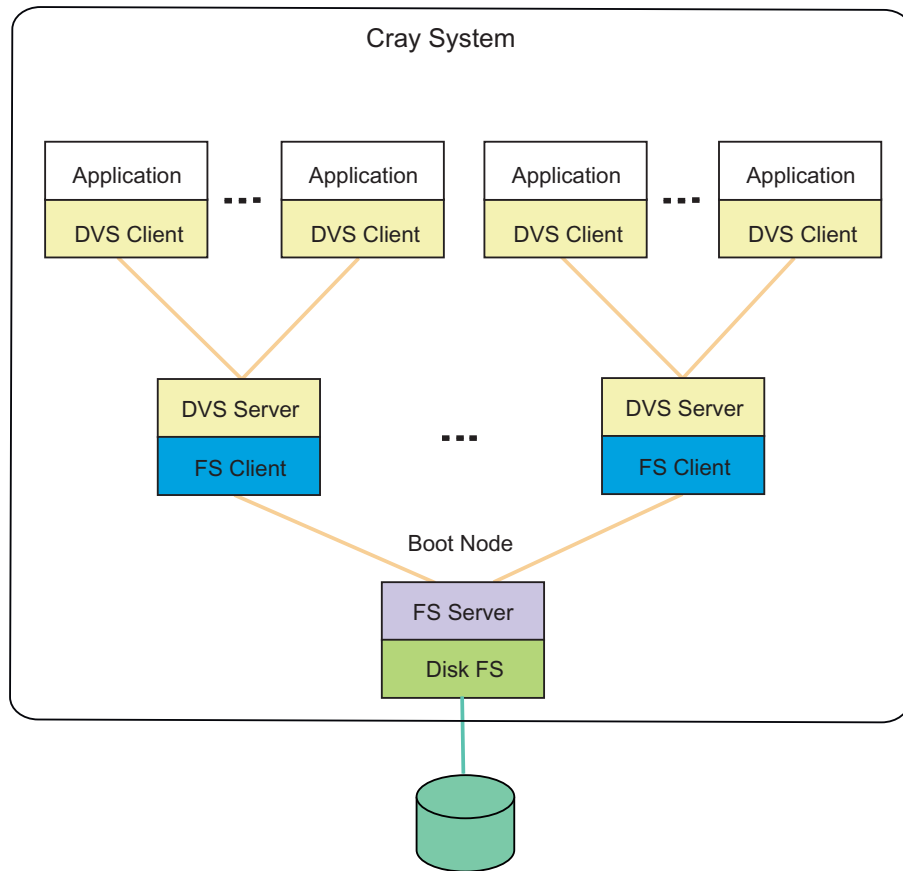 Cray System
Application
Application
Application
Application
DVS Client
DVS Client
DVS Client
DVS Client
DVS Server
DVS Server
FS Client
FS Client
Boot Node
FS Server
Disk FS